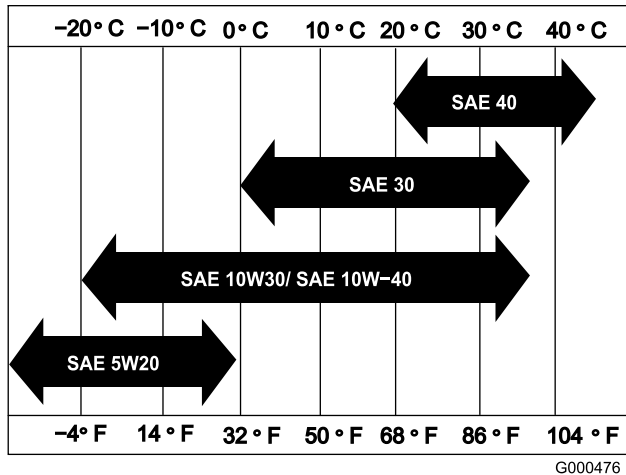 −20° C −10° C 0° C 10° C 20° C 30° C 40° C
SAE 40
SAE 30
SAE 10W30/ SAE 10W−40
SAE 5W20
−4° F 14° F 32° F 50° F 68° F 86° F 104° F
G000476